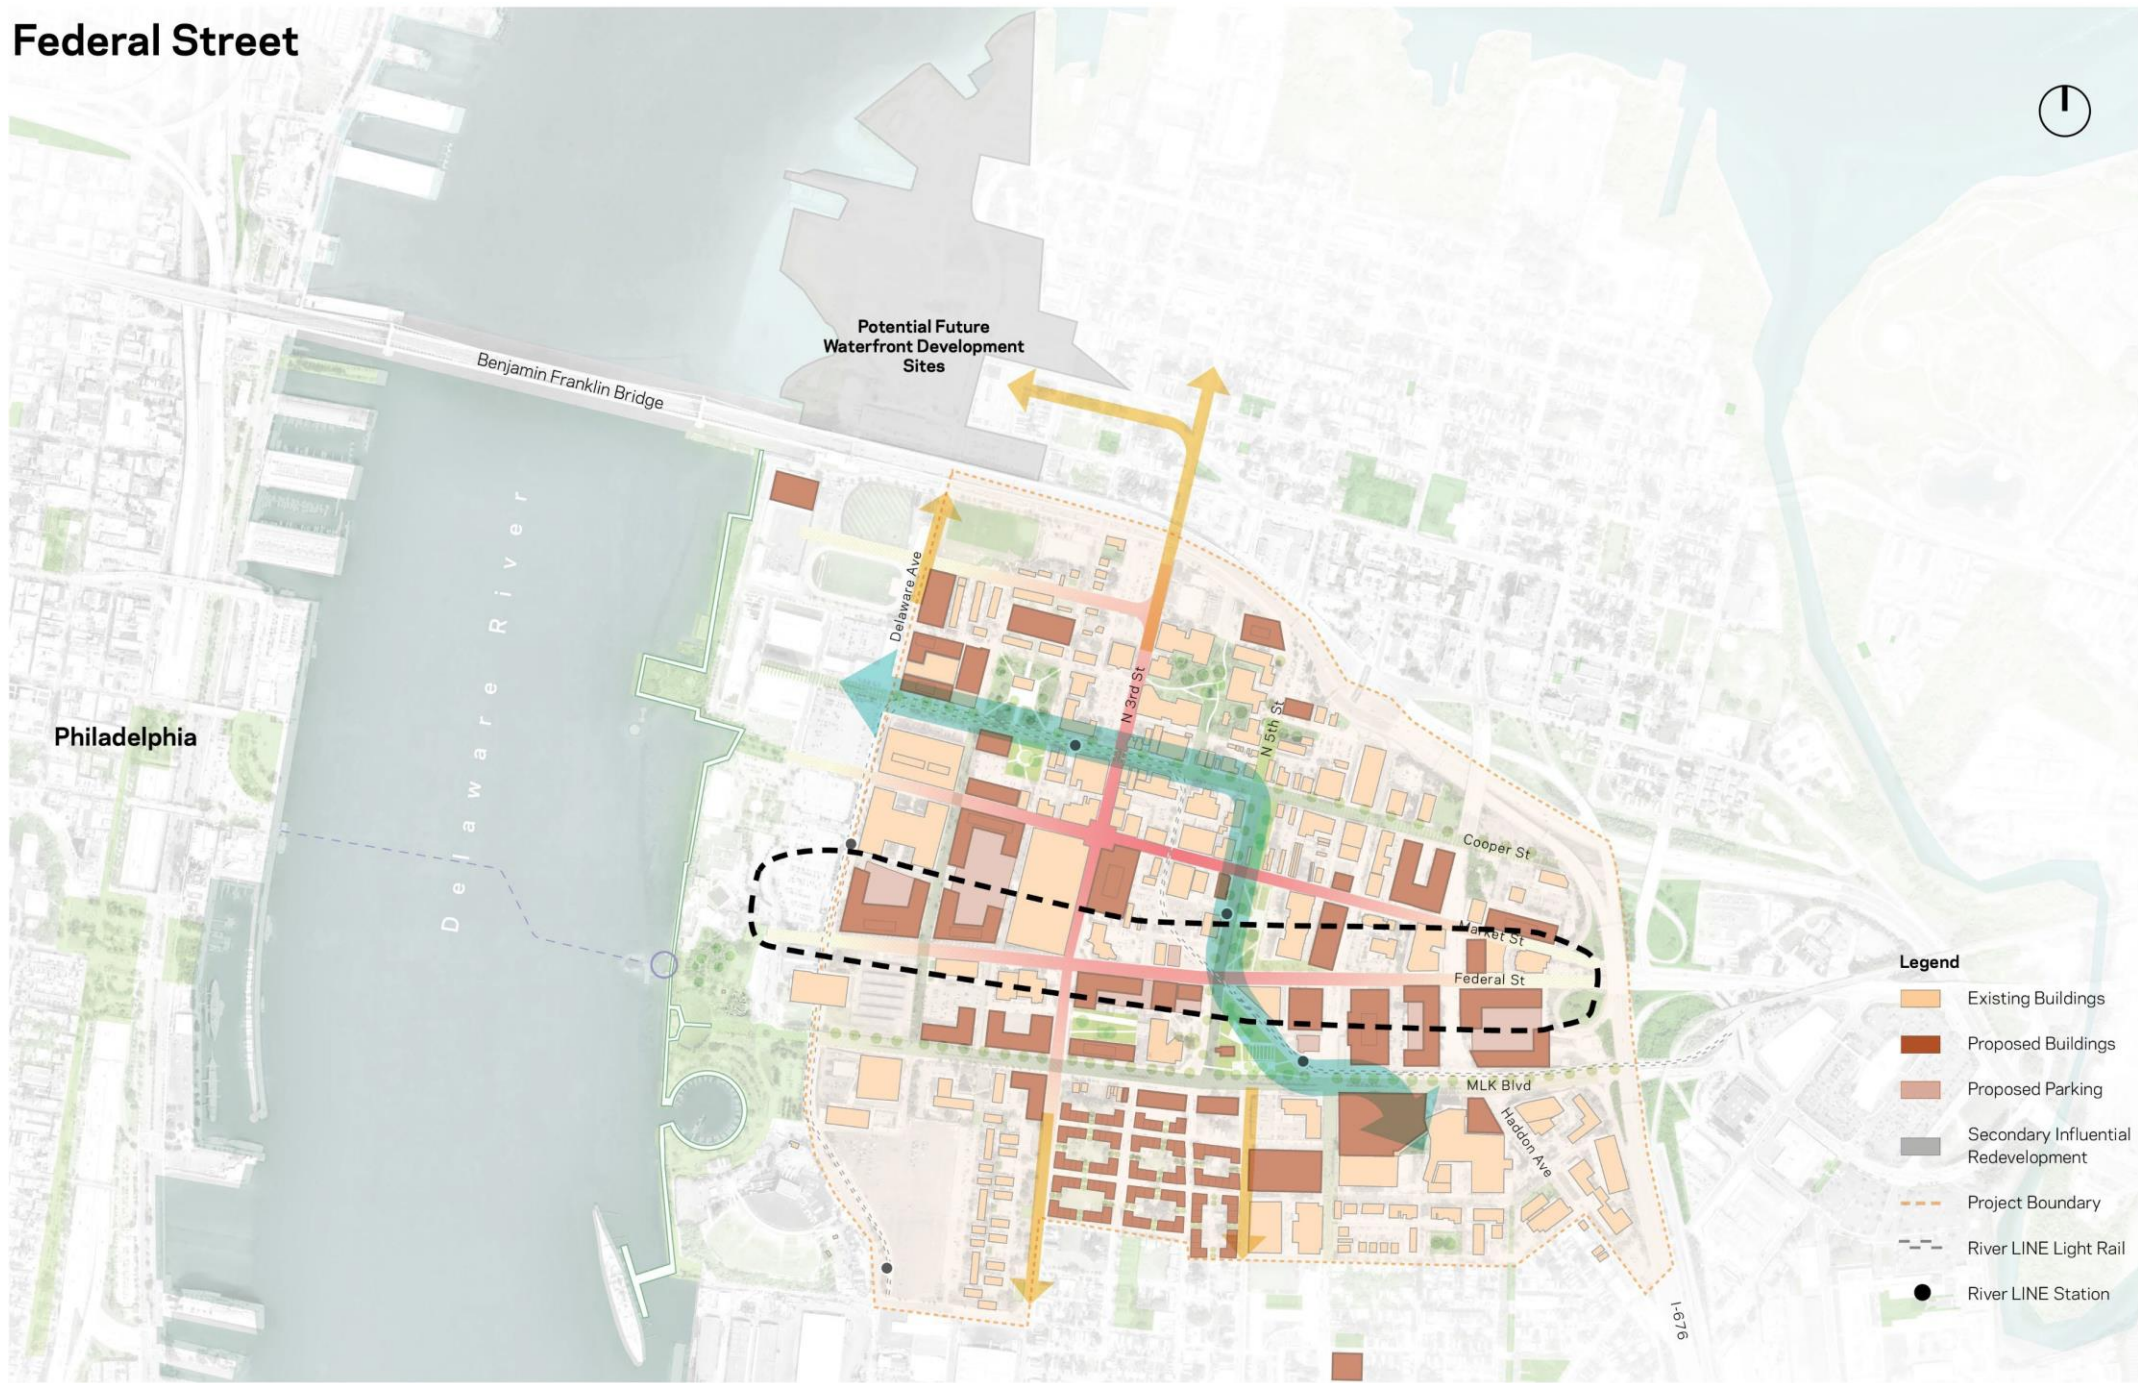 Federal Street
Potential Future
Waterfront Development
Sites
Benjamin Franklin Bridge
Delaware River
Philadelphia
Delaware Ave
N 3rd St
N 5th St
Cooper St
Market St
Federal St
MLK Blvd
Haddon Ave
I-676
Legend
Existing Buildings
Proposed Buildings
Proposed Parking
Secondary Influential
Redevelopment
Project Boundary
River LINE Light Rail
River LINE Station